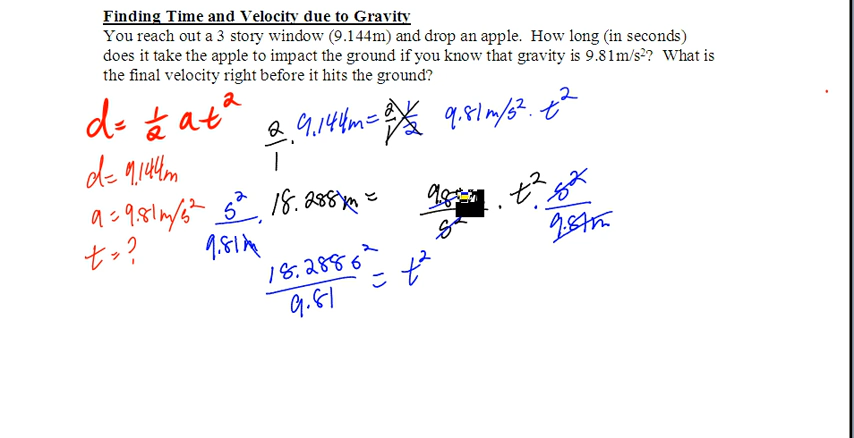 Finding Time and Velocity due to Gravity
You reach out a 3 story window (9.144m) and drop an apple. How long (in seconds)
does it take the apple to impact the ground if you know that gravity is 9.81m/s²? What is
the final velocity right before it hits the ground?
d = 1/2 at²
d = 9.144m
a = 9.81m/s²
t = ?
2/1 · 9.144m = 2/1 · 1/2 9.81m/s² · t²
s²/9.81m · 18.288m = s² · t² · s²/9.81m
18.288s²/9.81 = t²